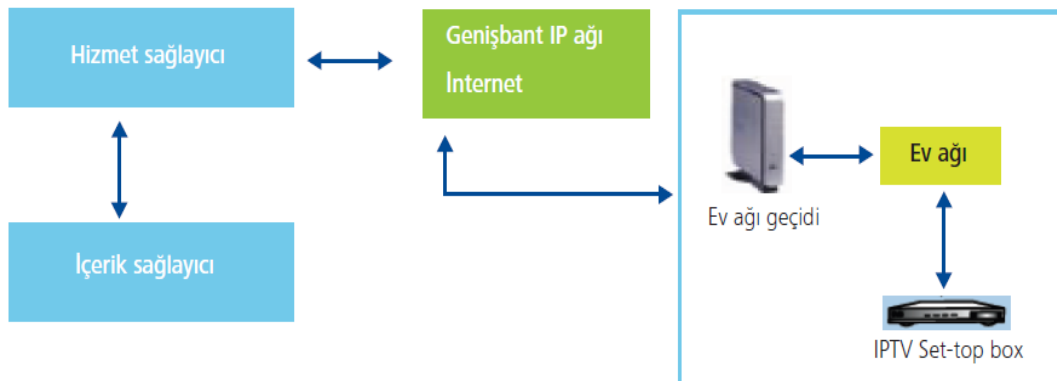 Hizmet sağlayıcı
Genişbant IP ağı
İnternet
Ev ağı
Ev ağı geçidi
İçerik sağlayıcı
IPTV Set-top box